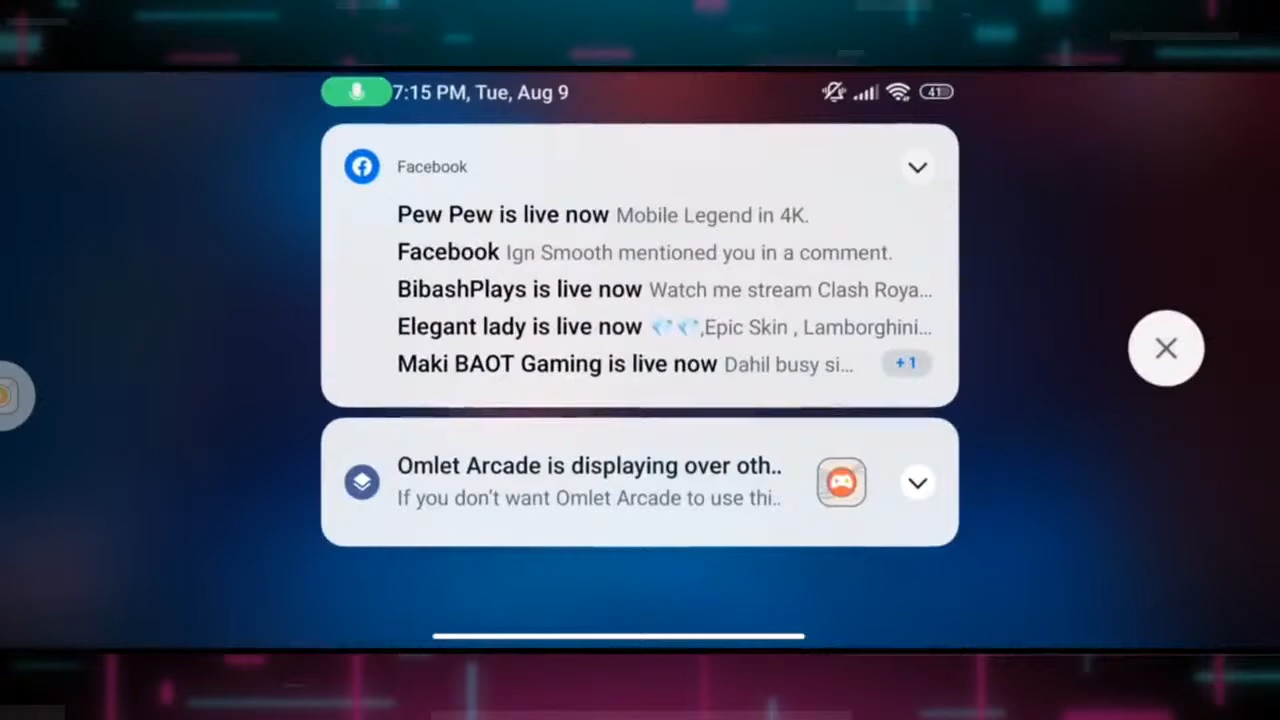 7:15 PM, Tue, Aug 9
41
Facebook
Pew Pew is live now Mobile Legend in 4K.
Facebook Ign Smooth mentioned you in a comment.
BibashPlays is live now Watch me stream Clash Roya...
Elegant lady is live now 💎💎,Epic Skin , Lamborghini...
Maki BAOT Gaming is live now Dahil busy si... +1
Omlet Arcade is displaying over oth..
If you don't want Omlet Arcade to use thi..